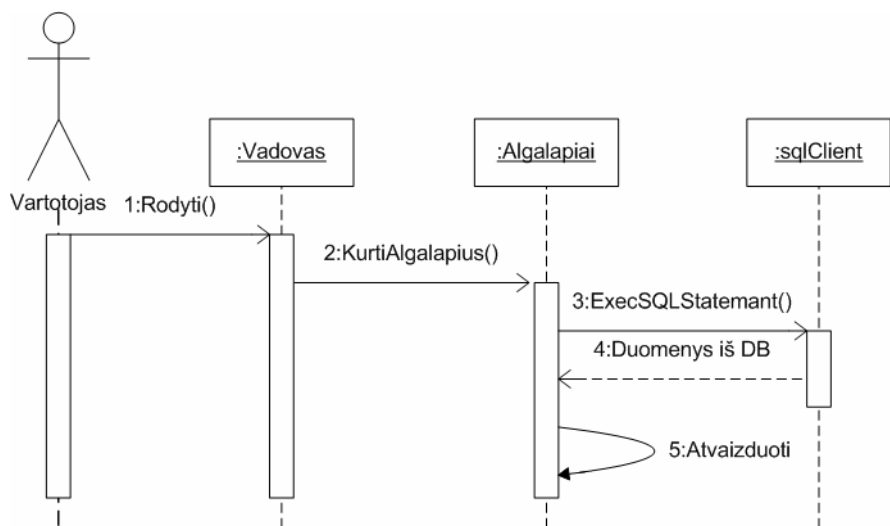 :Vadovas
:Algalapiai
:sqlClient
Vartotojas
1:Rodyti()
2:KurtiAlgalapius()
3:ExecSQLStatemant()
4:Duomenys iš DB
5:Atvaizduoti